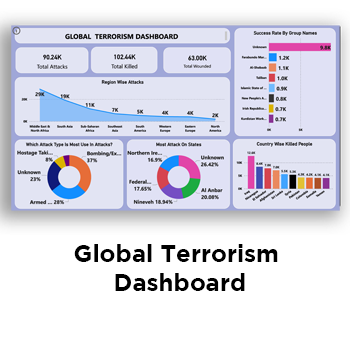 GLOBAL TERRORISM DASHBOARD
90.24K
Total Attacks
102.44K
Total Killed
63.00K
Total Wounded
Region Wise Attacks
20K
0K
29K
19K
11K
7K
5K
4K
4K
2K
Middle East & North Africa
South Asia
Sub-Saharan Africa
Southeast Asia
South America
Western Europe
Eastern Europe
North America
Success Rate By Group Names
Unknown
9.8K
1.2K
Al-Shabaab
1.1K
Taliban
1.0K
Islamic State of ...
0.9K
New People's A...
0.8K
Irish Republica...
0.7K
Kurdistan Work...
0.7K
0K
5K
Which Attack Type Is Most Use In Attacks?
Hostage Taki...
8%
Bombing/Ex...
37%
Unknown
23%
Armed ... 28%
Most Attack On States
Northern Ire...
16.9%
Unknown
26.42%
Federal...
17.65%
Al Anbar
20.08%
Nineveh 18.94%
Country Wise Killed People
Global Terrorism
Dashboard